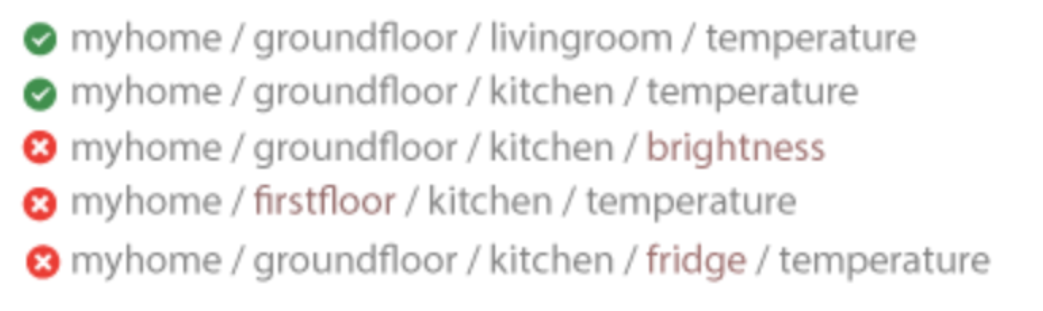 myhome / groundfloor / livingroom / temperature
myhome / groundfloor / kitchen / temperature
myhome / groundfloor / kitchen / brightness
myhome / firstfloor / kitchen / temperature
myhome / groundfloor / kitchen / fridge / temperature